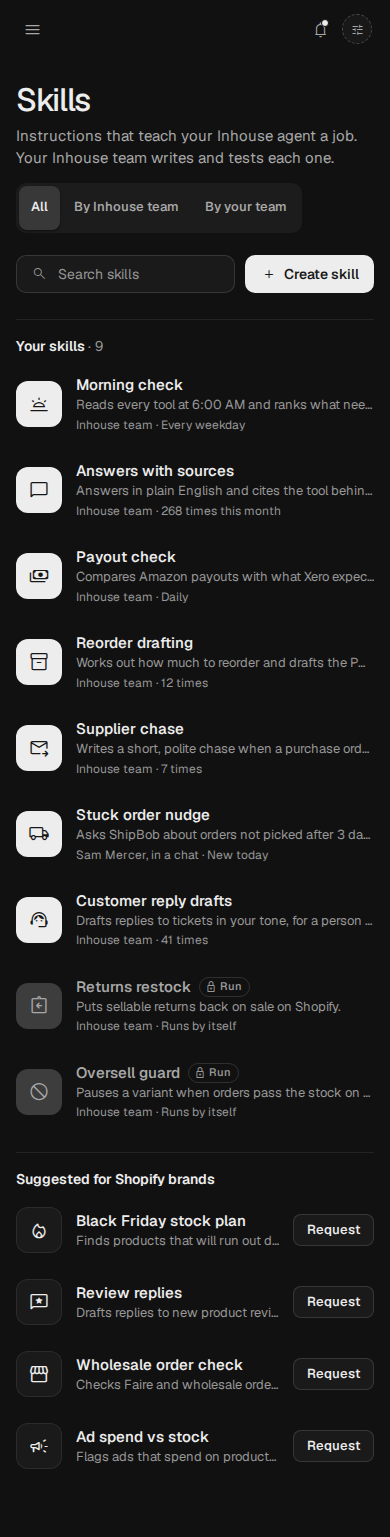 Skills
Instructions that teach your Inhouse agent a job.
Your Inhouse team writes and tests each one.
All By Inhouse team By your team
Search skills + Create skill
Your skills · 9
Morning check
Reads every tool at 6:00 AM and ranks what nee…
Inhouse team · Every weekday
Answers with sources
Answers in plain English and cites the tool behin…
Inhouse team · 268 times this month
Payout check
Compares Amazon payouts with what Xero expec…
Inhouse team · Daily
Reorder drafting
Works out how much to reorder and drafts the P…
Inhouse team · 12 times
Supplier chase
Writes a short, polite chase when a purchase ord…
Inhouse team · 7 times
Stuck order nudge
Asks ShipBob about orders not picked after 3 da…
Sam Mercer, in a chat · New today
Customer reply drafts
Drafts replies to tickets in your tone, for a person …
Inhouse team · 41 times
Returns restock Run
Puts sellable returns back on sale on Shopify.
Inhouse team · Runs by itself
Oversell guard Run
Pauses a variant when orders pass the stock on …
Inhouse team · Runs by itself
Suggested for Shopify brands
Black Friday stock plan
Finds products that will run out d…
Request
Review replies
Drafts replies to new product revi…
Request
Wholesale order check
Checks Faire and wholesale orde…
Request
Ad spend vs stock
Flags ads that spend on product…
Request